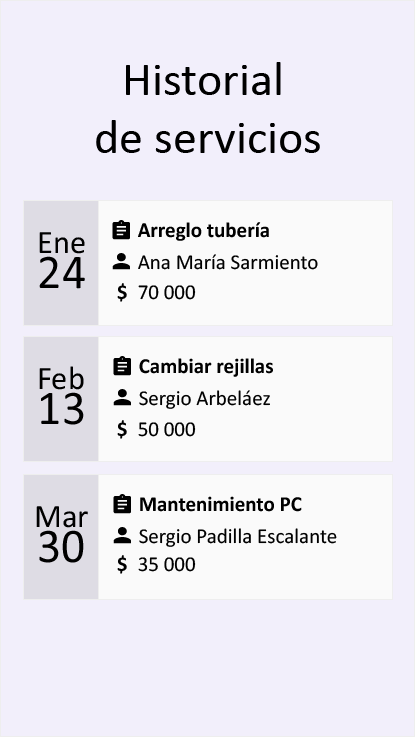 Historial
de servicios
Ene
24
Arreglo tubería
Ana María Sarmiento
$ 70 000
Feb
13
Cambiar rejillas
Sergio Arbeláez
$ 50 000
Mar
30
Mantenimiento PC
Sergio Padilla Escalante
$ 35 000